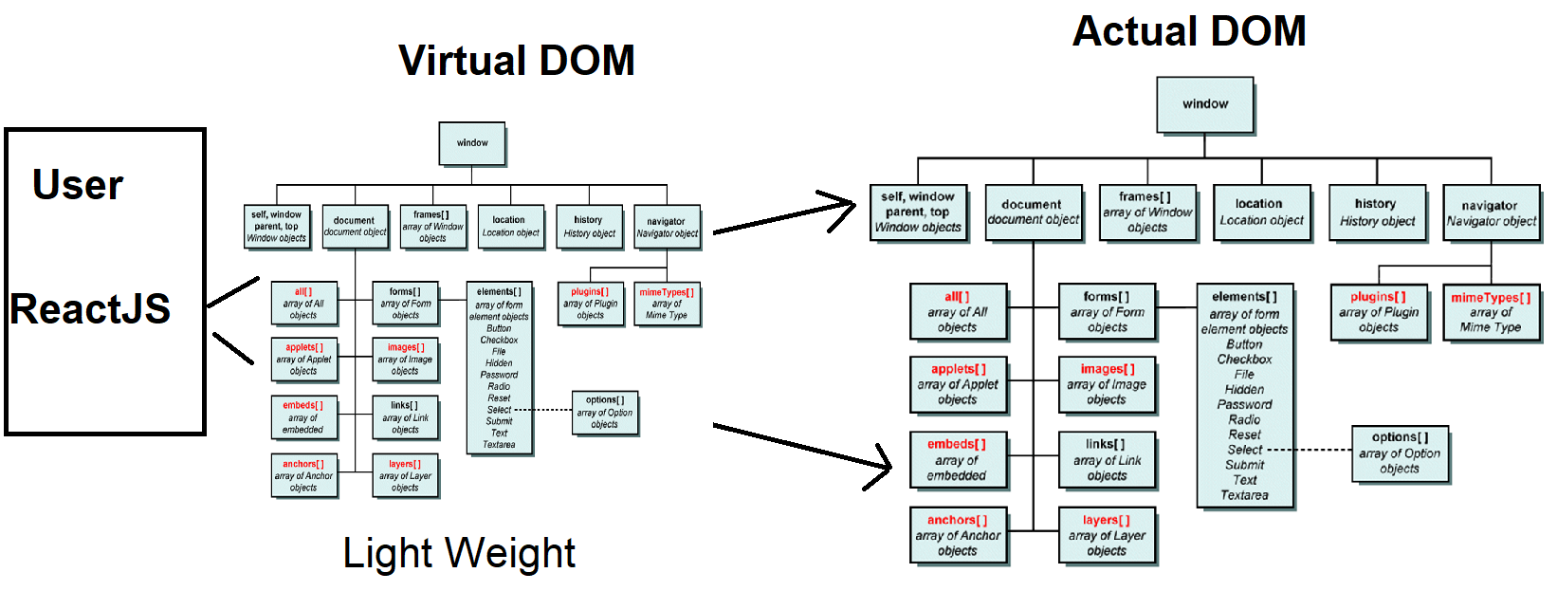 Virtual DOM
Actual DOM
User
ReactJS
window
self, window
parent, top
Window objects
document
document object
frames[ ]
array of Window
objects
location
Location object
history
History object
navigator
Navigator object
all[ ]
array of All
objects
forms[ ]
array of Form
objects
elements[ ]
array of form
element objects
Button
Checkbox
File
Hidden
Password
Radio
Reset
Select
Submit
Text
Textarea
plugins[ ]
array of Plugin
objects
mimeTypes[ ]
array of
Mime Type
applets[ ]
array of Applet
objects
images[ ]
array of Image
objects
embeds[ ]
array of
embedded
links[ ]
array of Link
objects
options[ ]
array of Option
objects
anchors[ ]
array of Anchor
objects
layers[ ]
array of Layer
objects
Light Weight
window
self, window
parent, top
Window objects
document
document object
frames[ ]
array of Window
objects
location
Location object
history
History object
navigator
Navigator object
all[ ]
array of All
objects
forms[ ]
array of Form
objects
elements[ ]
array of form
element objects
Button
Checkbox
File
Hidden
Password
Radio
Reset
Select
Submit
Text
Textarea
plugins[ ]
array of Plugin
objects
mimeTypes[ ]
array of
Mime Type
applets[ ]
array of Applet
objects
images[ ]
array of Image
objects
embeds[ ]
array of
embedded
links[ ]
array of Link
objects
options[ ]
array of Option
objects
anchors[ ]
array of Anchor
objects
layers[ ]
array of Layer
objects